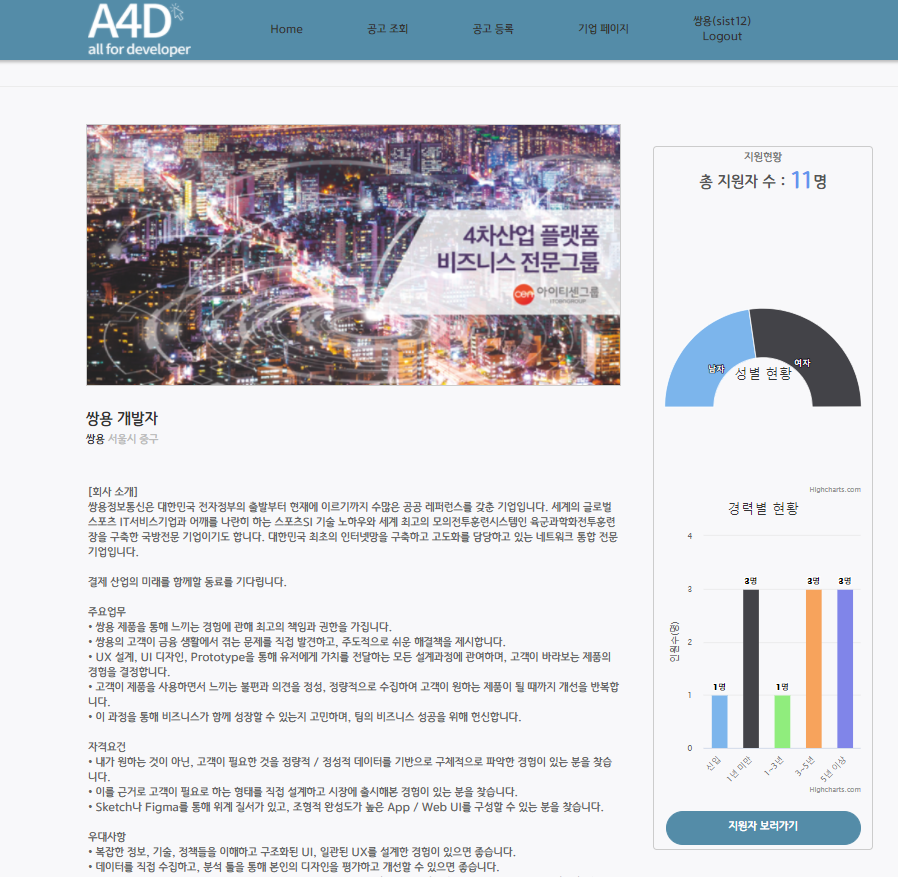 A4D
all for developer
Home
공고 조회
공고 등록
기업 페이지
쌍용(sist12)
Logout
4차산업 플랫폼
비즈니스 전문그룹
cen 아이티센그룹
ITCENGROUP
쌍용 개발자
쌍용 서울시 중구
[회사 소개]
쌍용정보통신은 대한민국 전자정부의 출발부터 현재에 이르기까지 수많은 공공 레퍼런스를 갖춘 기업입니다. 세계의 글로벌
스포츠 IT서비스기업과 어깨를 나란히 하는 스포츠SI 기술 노하우와 세계 최고의 모의전투훈련시스템인 육군과학화전투훈련
장을 구축한 국방전문 기업이기도 합니다. 대한민국 최초의 인터넷망을 구축하고 고도화를 담당하고 있는 네트워크 통합 전문
기업입니다.
결제 산업의 미래를 함께할 동료를 기다립니다.
주요업무
• 쌍용 제품을 통해 느끼는 경험에 관해 최고의 책임과 권한을 가집니다.
• 쌍용의 고객이 금융 생활에서 겪는 문제를 직접 발견하고, 주도적으로 쉬운 해결책을 제시합니다.
• UX 설계, UI 디자인, Prototype을 통해 유저에게 가치를 전달하는 모든 설계과정에 관여하며, 고객이 바라보는 제품의
경험을 결정합니다.
• 고객이 제품을 사용하면서 느끼는 불편과 의견을 정성, 정량적으로 수집하여 고객이 원하는 제품이 될 때까지 개선을 반복합
니다.
• 이 과정을 통해 비즈니스가 함께 성장할 수 있는지 고민하며, 팀의 비즈니스 성공을 위해 헌신합니다.
자격요건
• 내가 원하는 것이 아닌, 고객이 필요한 것을 정량적 / 정성적 데이터를 기반으로 구체적으로 파악한 경험이 있는 분을 찾습
니다.
• 이를 근거로 고객이 필요로 하는 형태를 직접 설계하고 시장에 출시해본 경험이 있는 분을 찾습니다.
• Sketch나 Figma를 통해 위계 질서가 있고, 조형적 완성도가 높은 App / Web UI를 구성할 수 있는 분을 찾습니다.
우대사항
• 복잡한 정보, 기술, 정책들을 이해하고 구조화된 UI, 일관된 UX를 설계한 경험이 있으면 좋습니다.
• 데이터를 직접 수집하고, 분석 툴을 통해 본인의 디자인을 평가하고 개선할 수 있으면 좋습니다.
지원현황
총 지원자 수 : 11명
남자
여자
성별 현황
Highcharts.com
경력별 현황
4
3
2
1
0
인원수(명)
1명
3명
1명
3명
3명
신입
1년 미만
1~3년
3~5년
5년 이상
Highcharts.com
지원자 보러가기